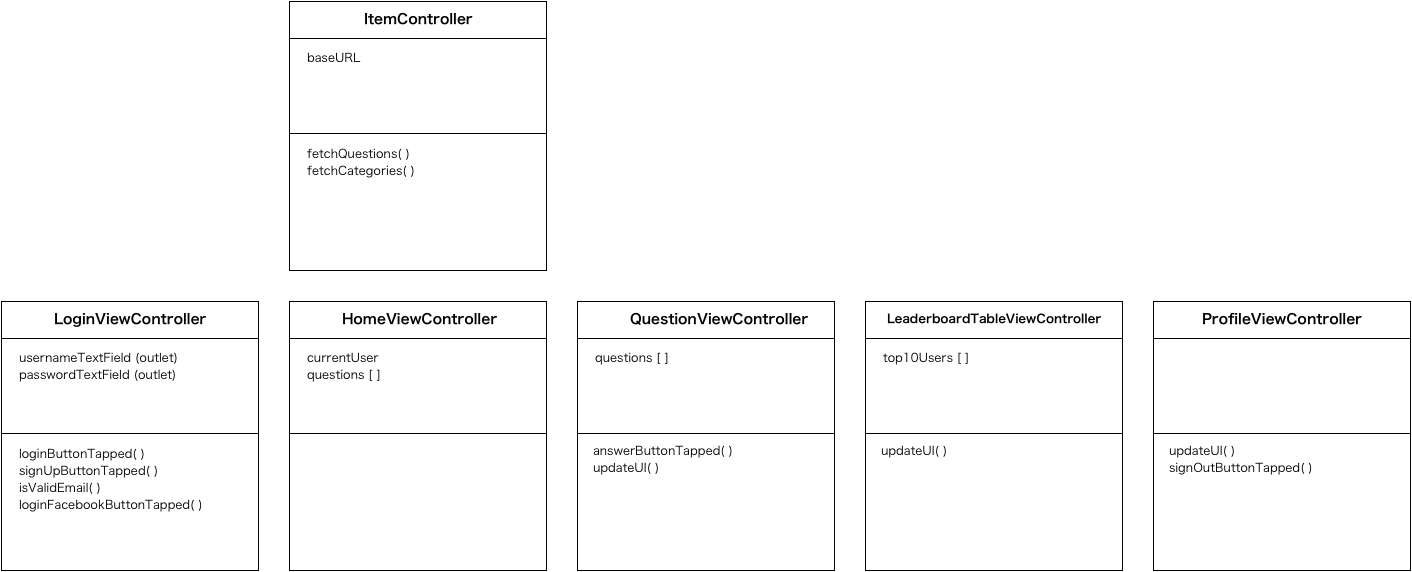 ItemController
baseURL
fetchQuestions( )
fetchCategories( )
LoginViewController
usernameTextField (outlet)
passwordTextField (outlet)
loginButtonTapped( )
signUpButtonTapped( )
isValidEmail( )
loginFacebookButtonTapped( )
HomeViewController
currentUser
questions [ ]
QuestionViewController
questions [ ]
answerButtonTapped( )
updateUI( )
LeaderboardTableViewController
top10Users [ ]
updateUI( )
ProfileViewController
updateUI( )
signOutButtonTapped( )